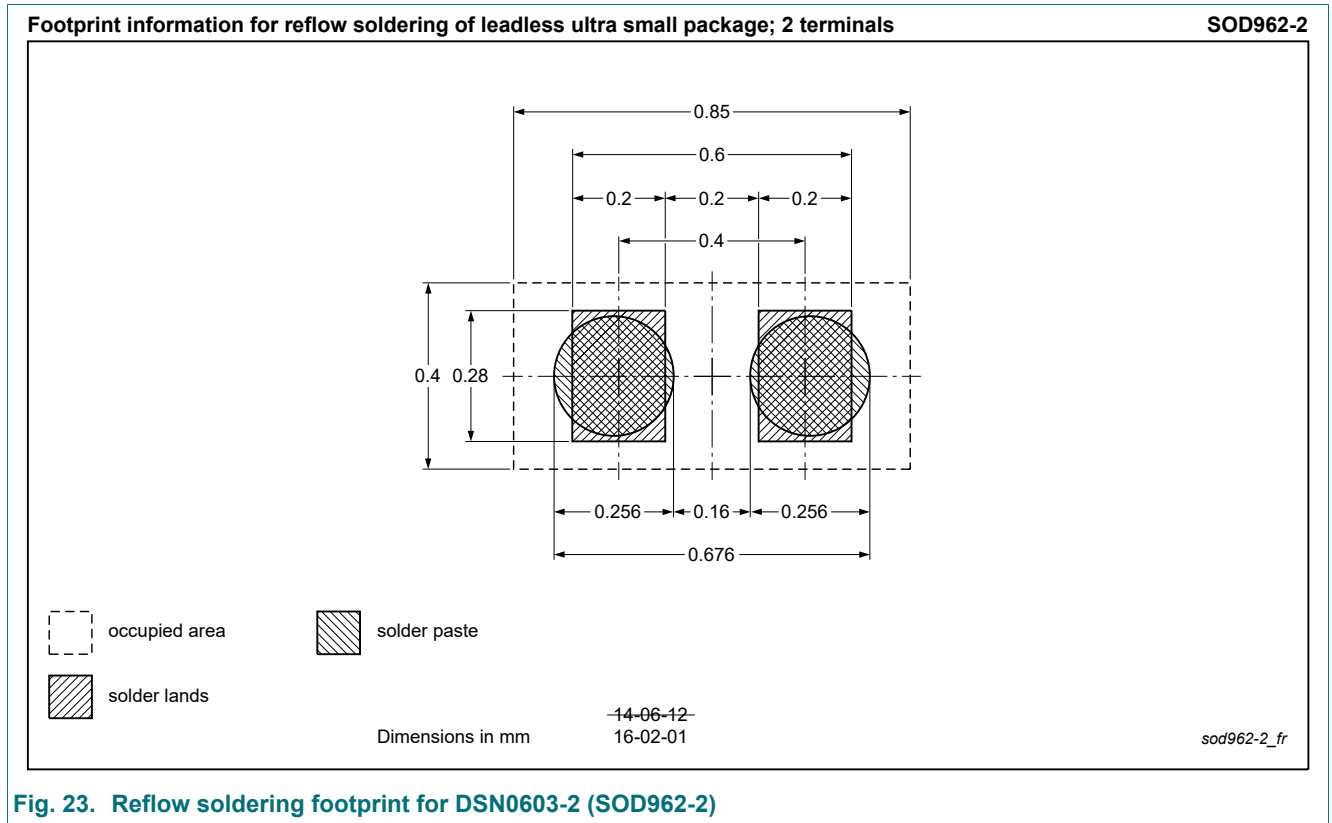 Footprint information for reflow soldering of leadless ultra small package; 2 terminals SOD962-2
0.85
0.6
0.2 0.2 0.2
0.4
0.4 0.28
0.256 0.16 0.256
0.676
occupied area solder paste
solder lands
14-06-12
Dimensions in mm 16-02-01 sod962-2_fr
Fig. 23. Reflow soldering footprint for DSN0603-2 (SOD962-2)